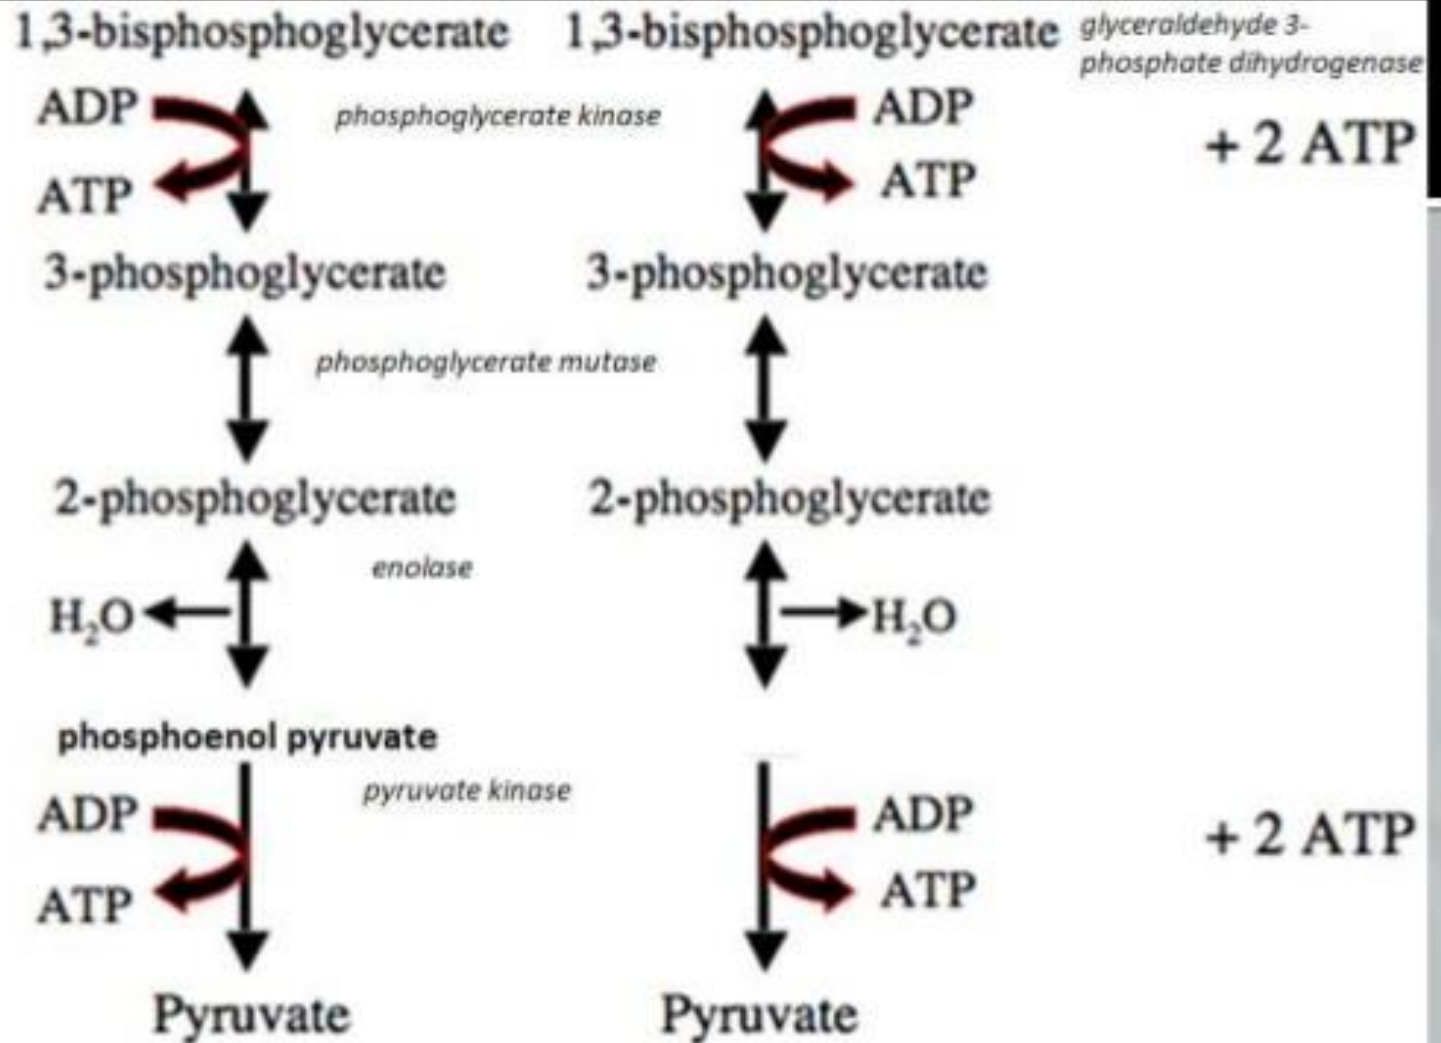 1,3-bisphosphoglycerate 1,3-bisphosphoglycerate glyceraldehyde 3-
phosphate dihydrogenase
ADP phosphoglycerate kinase ADP
+ 2 ATP
ATP ATP
3-phosphoglycerate 3-phosphoglycerate
phosphoglycerate mutase
2-phosphoglycerate 2-phosphoglycerate
enolase
H₂O H₂O
phosphoenol pyruvate
pyruvate kinase
ADP ADP
+ 2 ATP
ATP ATP
Pyruvate Pyruvate